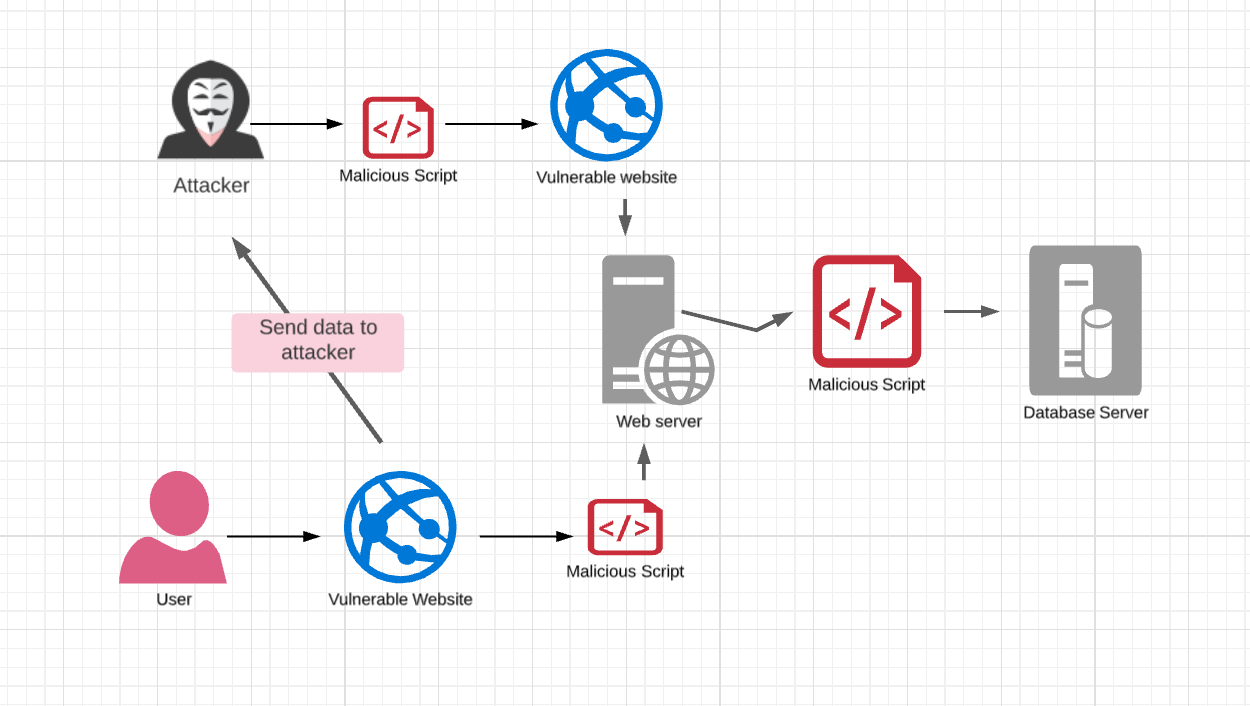 Attacker
</>
Malicious Script
Vulnerable website
Send data to
attacker
Web server
</>
Malicious Script
Database Server
User
Vulnerable Website
</>
Malicious Script